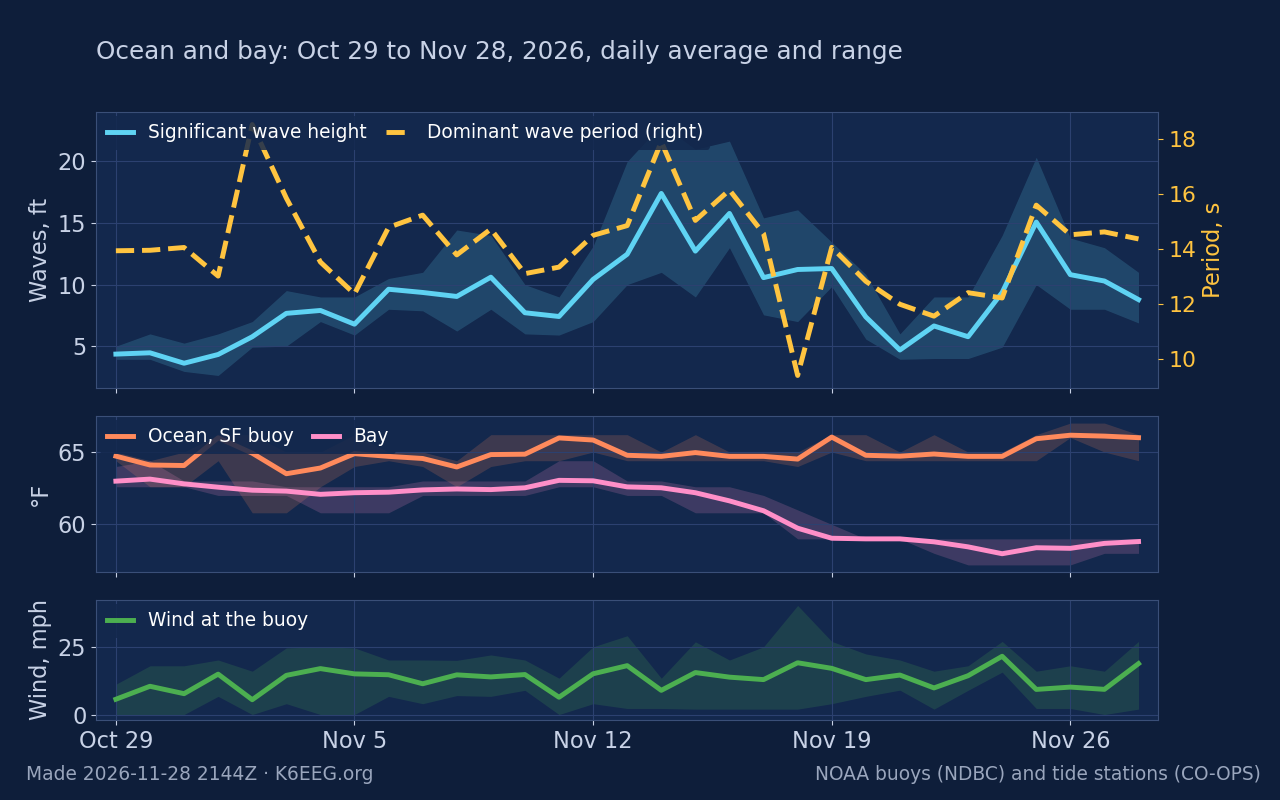 Ocean and bay: Oct 29 to Nov 28, 2026, daily average and range
Significant wave height
Dominant wave period (right)
Waves, ft
20
15
10
5
18
16
14
12
10
Period, s
Ocean, SF buoy
Bay
°F
65
60
Wind at the buoy
Wind, mph
25
0
Oct 29
Nov 5
Nov 12
Nov 19
Nov 26
Made 2026-11-28 2144Z · K6EEG.org
NOAA buoys (NDBC) and tide stations (CO-OPS)